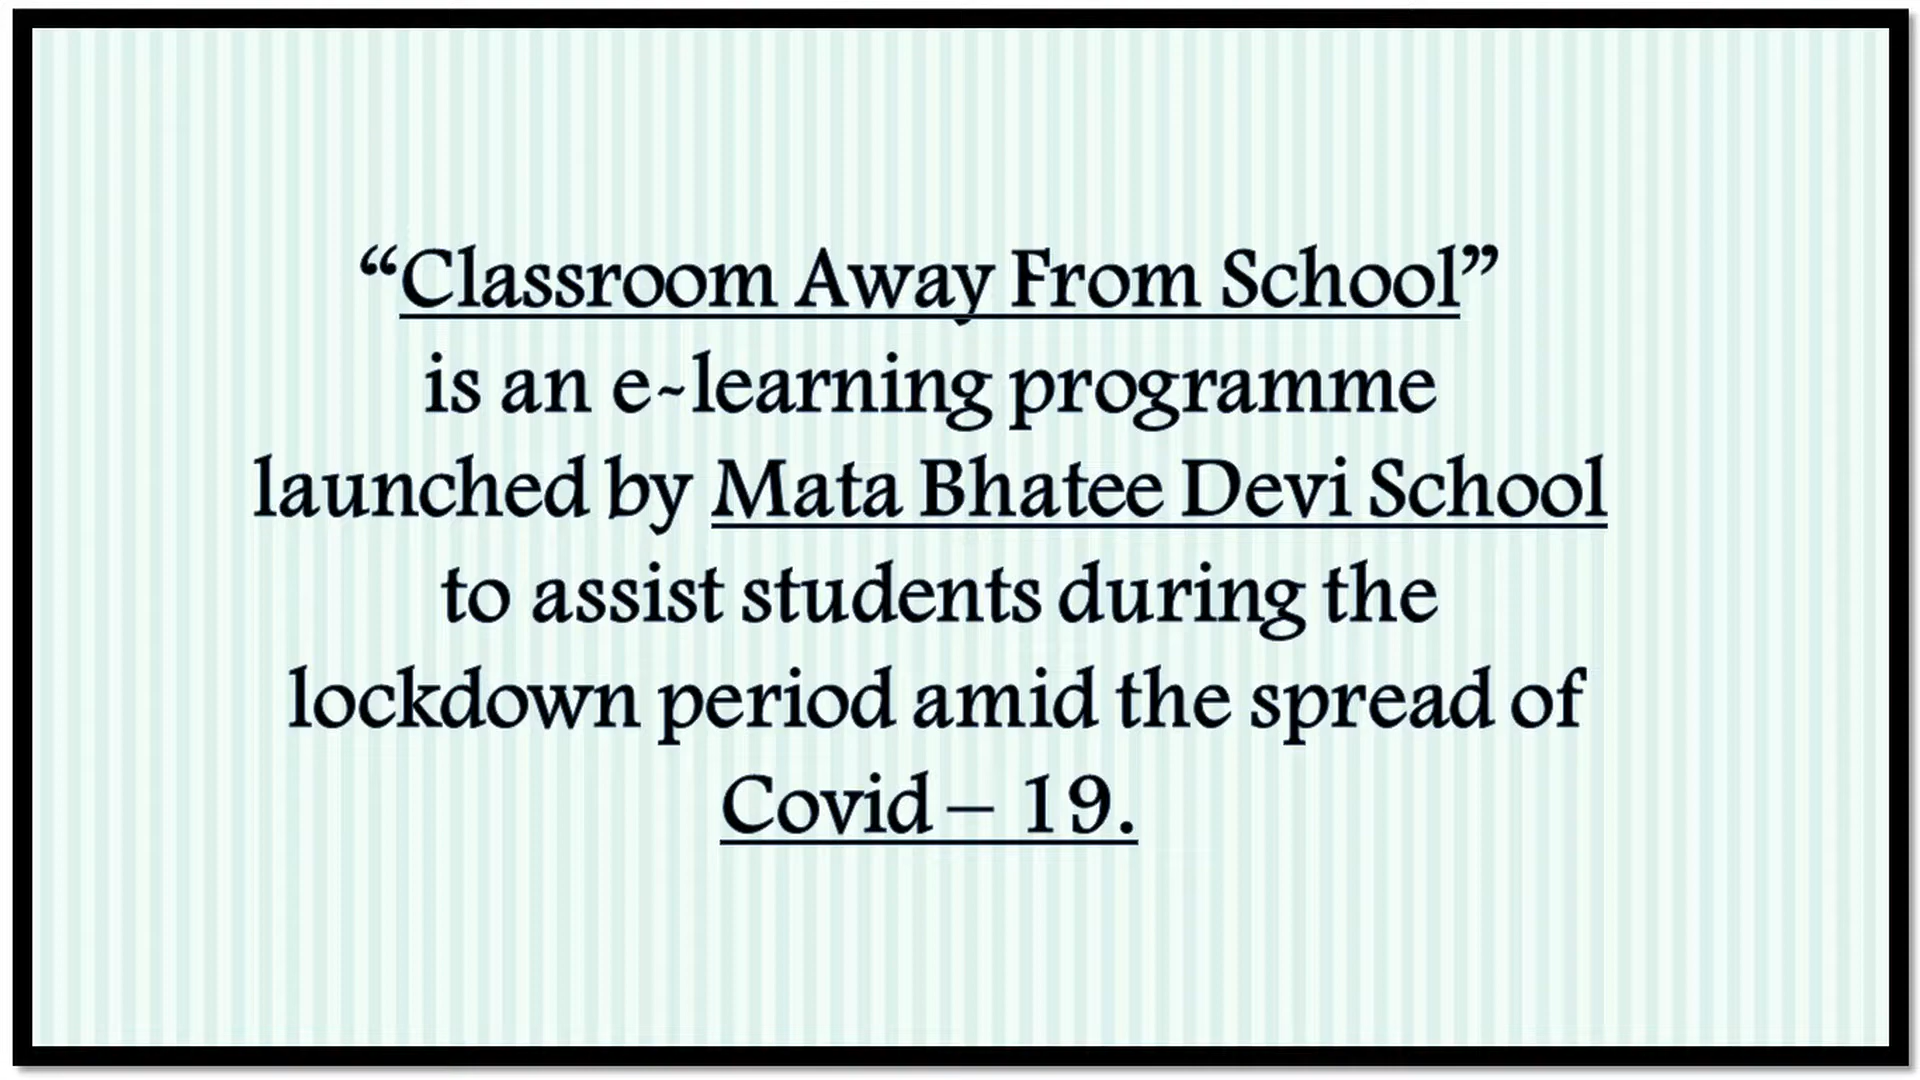 “Classroom Away From School”
is an e-learning programme
launched by Mata Bhatee Devi School
to assist students during the
lockdown period amid the spread of
Covid – 19.